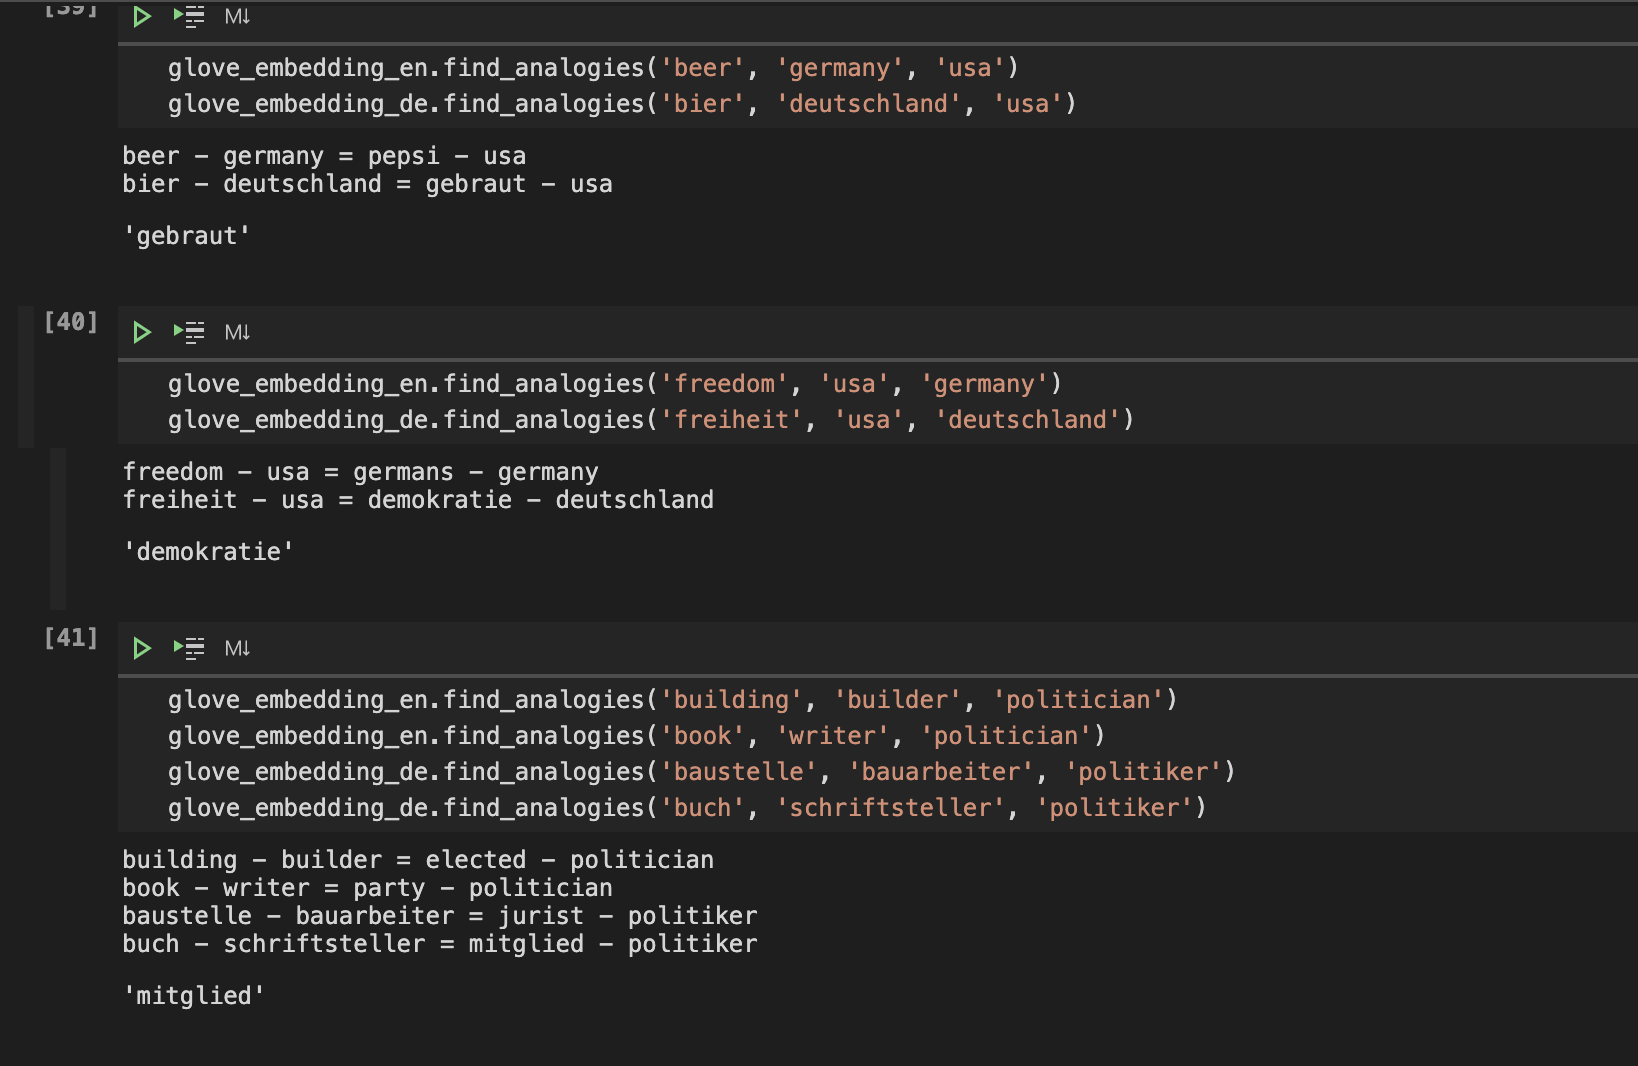 [39] M↓
glove_embedding_en.find_analogies('beer', 'germany', 'usa')
glove_embedding_de.find_analogies('bier', 'deutschland', 'usa')
beer − germany = pepsi − usa
bier − deutschland = gebraut − usa
'gebraut'
[40] M↓
glove_embedding_en.find_analogies('freedom', 'usa', 'germany')
glove_embedding_de.find_analogies('freiheit', 'usa', 'deutschland')
freedom − usa = germans − germany
freiheit − usa = demokratie − deutschland
'demokratie'
[41] M↓
glove_embedding_en.find_analogies('building', 'builder', 'politician')
glove_embedding_en.find_analogies('book', 'writer', 'politician')
glove_embedding_de.find_analogies('baustelle', 'bauarbeiter', 'politiker')
glove_embedding_de.find_analogies('buch', 'schriftsteller', 'politiker')
building − builder = elected − politician
book − writer = party − politician
baustelle − bauarbeiter = jurist − politiker
buch − schriftsteller = mitglied − politiker
'mitglied'